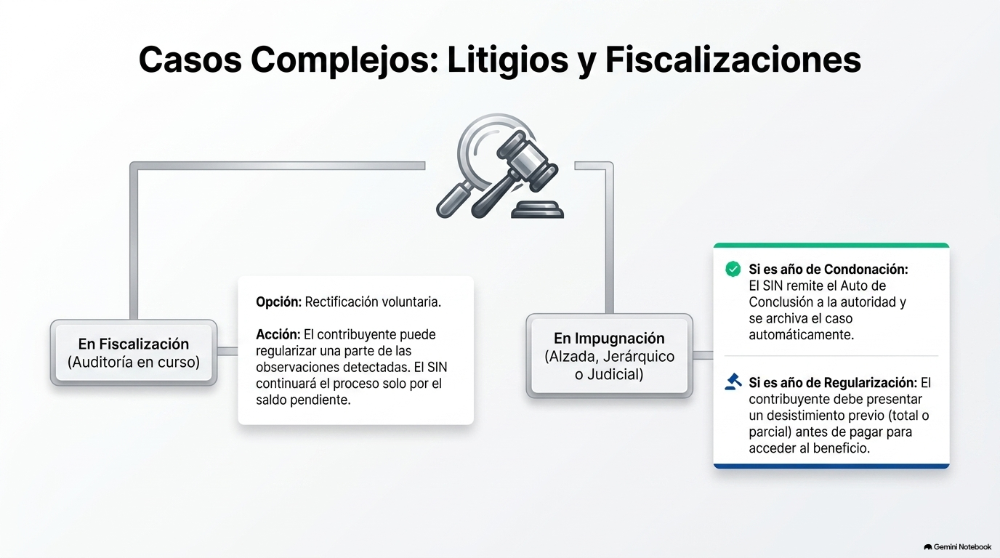 Casos Complejos: Litigios y Fiscalizaciones
En Fiscalización
(Auditoría en curso)
Opción: Rectificación voluntaria.
Acción: El contribuyente puede
regularizar una parte de las
observaciones detectadas. El SIN
continuará el proceso solo por el
saldo pendiente.
En Impugnación
(Alzada, Jerárquico
o Judicial)
Si es año de Condonación:
El SIN remite el Auto de
Conclusión a la autoridad y
se archiva el caso
automáticamente.
Si es año de Regularización: El
contribuyente debe presentar
un desistimiento previo (total o
parcial) antes de pagar para
acceder al beneficio.
Gemini Notebook